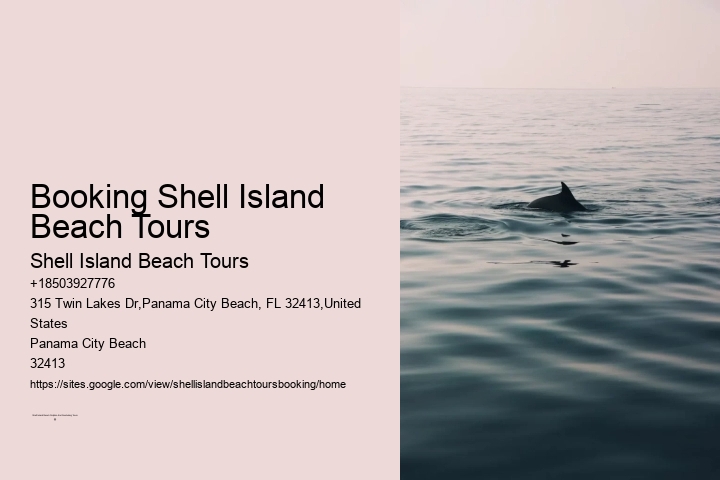 Booking Shell Island
Beach Tours
Shell Island Beach Tours
+18503927776
315 Twin Lakes Dr,Panama City Beach, FL 32413,United
States
Panama City Beach
32413
https://sites.google.com/view/shellislandbeachtoursbooking/home